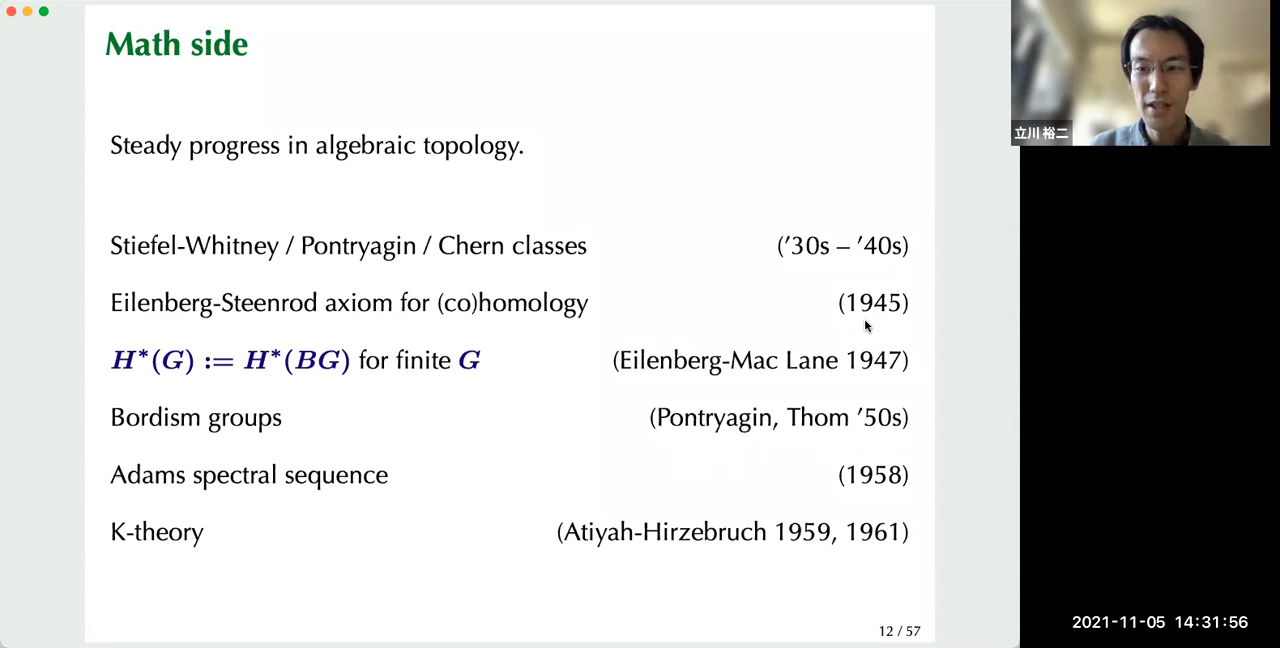 Math side
Steady progress in algebraic topology.
Stiefel-Whitney / Pontryagin / Chern classes ('30s – '40s)
Eilenberg-Steenrod axiom for (co)homology (1945)
H*(G) := H*(BG) for finite G (Eilenberg-Mac Lane 1947)
Bordism groups (Pontryagin, Thom '50s)
Adams spectral sequence (1958)
K-theory (Atiyah-Hirzebruch 1959, 1961)
12 / 57
立川 裕二
2021-11-05 14:31:56